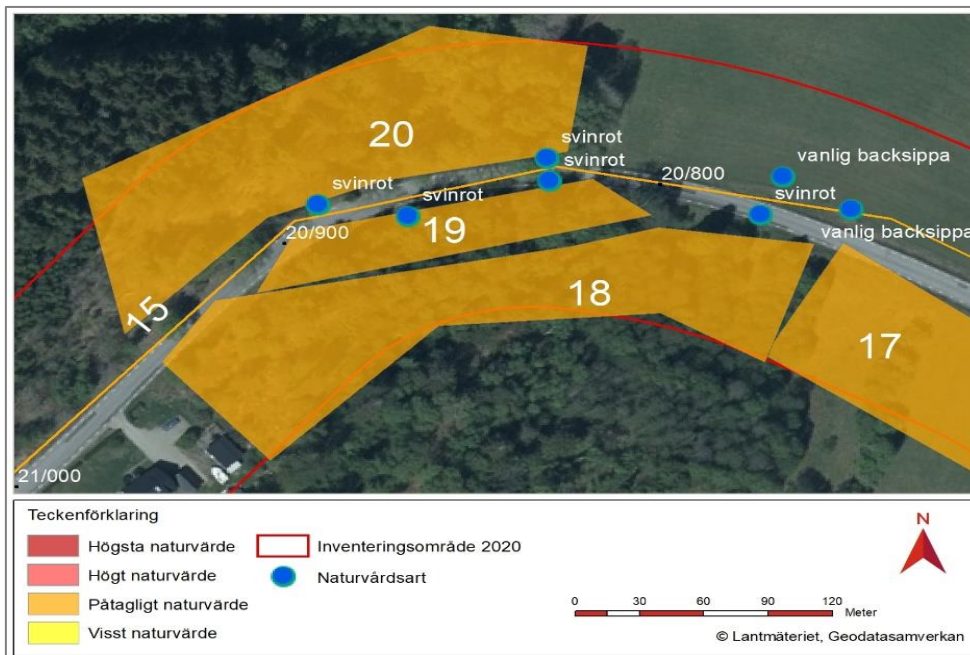 20
svinrot
svinrot
svinrot
svinrot
19
20/800
vanlig backsippa
svinrot
vanlig backsippa
20/900
15
18
17
21/000
Teckenförklaring
Högsta naturvärde
Högt naturvärde
Påtagligt naturvärde
Visst naturvärde
Inventeringsområde 2020
Naturvårdsart
N
0 30 60 90 120
Meter
© Lantmäteriet, Geodatasamverkan